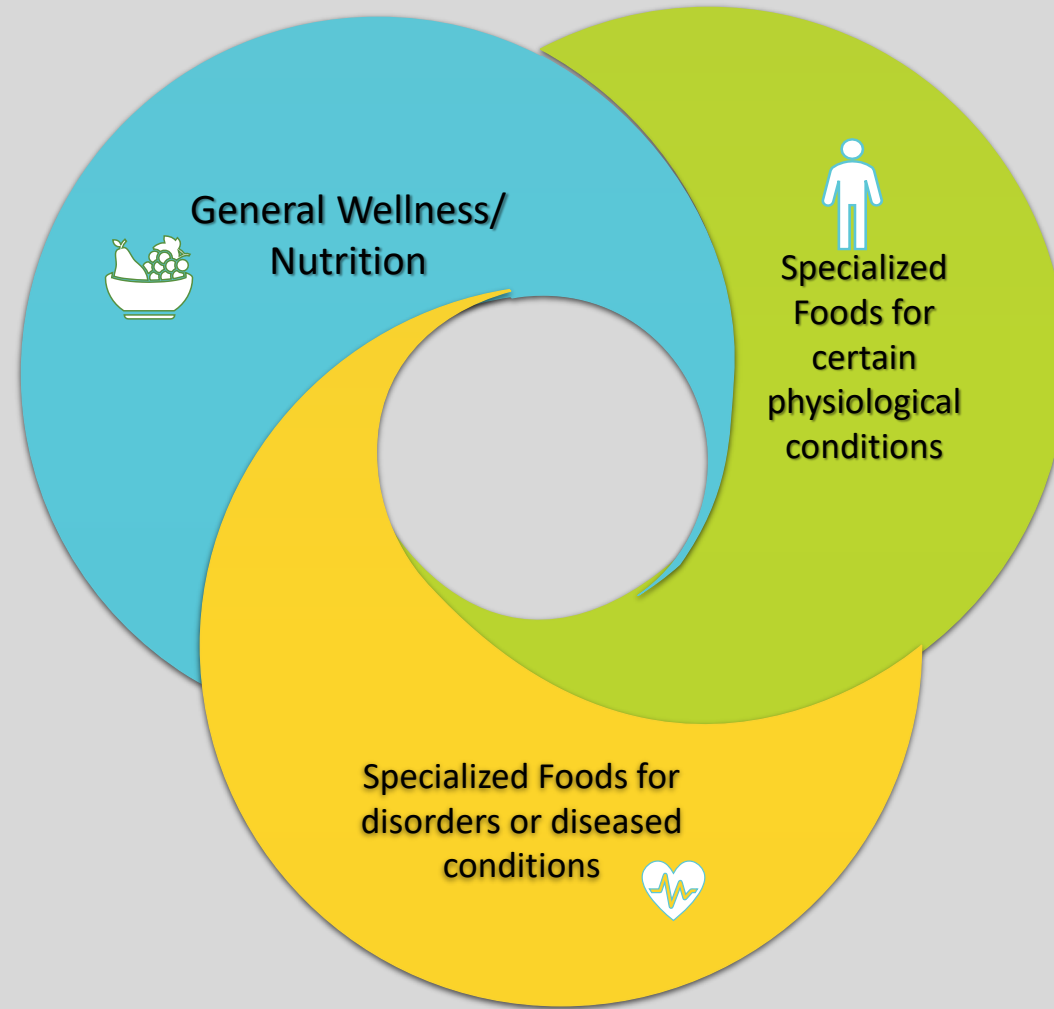 General Wellness/
Nutrition
Specialized
Foods for
certain
physiological
conditions
Specialized Foods for
disorders or diseased
conditions